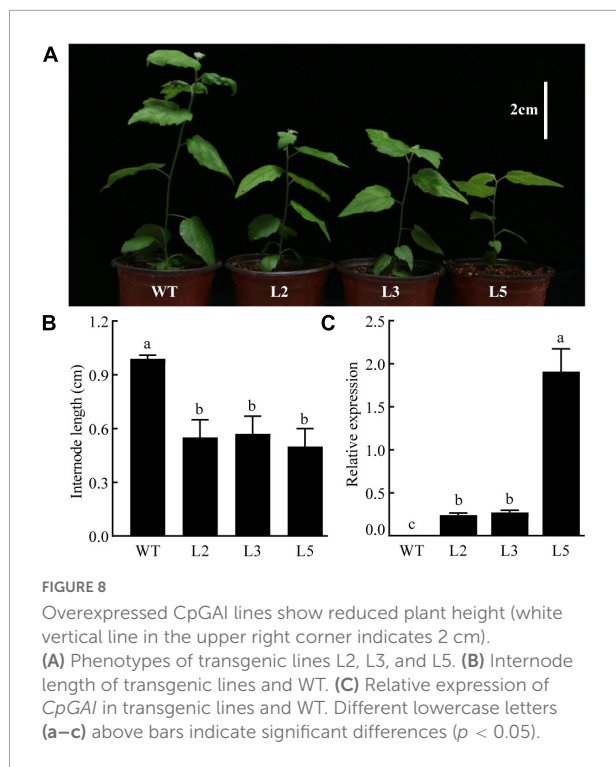 A
2cm
WT L2 L3 L5
B
1.2
0.9
0.6
0.3
0.0
Internode length (cm)
a
b
b
b
WT L2 L3 L5
C
2.5
2.0
1.5
1.0
0.5
0.0
Relative expression
c
b
b
a
WT L2 L3 L5
FIGURE 8
Overexpressed CpGAI lines show reduced plant height (white
vertical line in the upper right corner indicates 2 cm).
(A) Phenotypes of transgenic lines L2, L3, and L5. (B) Internode
length of transgenic lines and WT. (C) Relative expression of
CpGAI in transgenic lines and WT. Different lowercase letters
(a–c) above bars indicate significant differences (p < 0.05).